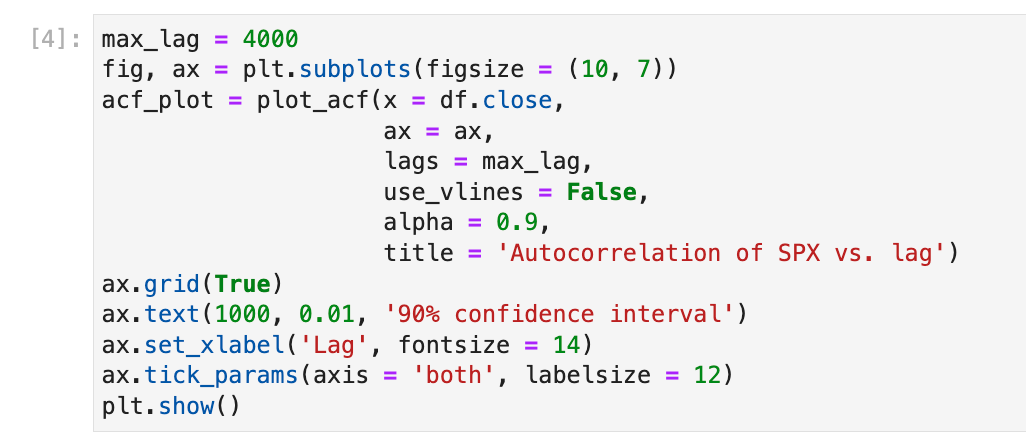 [4]: max_lag = 4000
fig, ax = plt.subplots(figsize = (10, 7))
acf_plot = plot_acf(x = df.close,
                    ax = ax,
                    lags = max_lag,
                    use_vlines = False,
                    alpha = 0.9,
                    title = 'Autocorrelation of SPX vs. lag')
ax.grid(True)
ax.text(1000, 0.01, '90% confidence interval')
ax.set_xlabel('Lag', fontsize = 14)
ax.tick_params(axis = 'both', labelsize = 12)
plt.show()